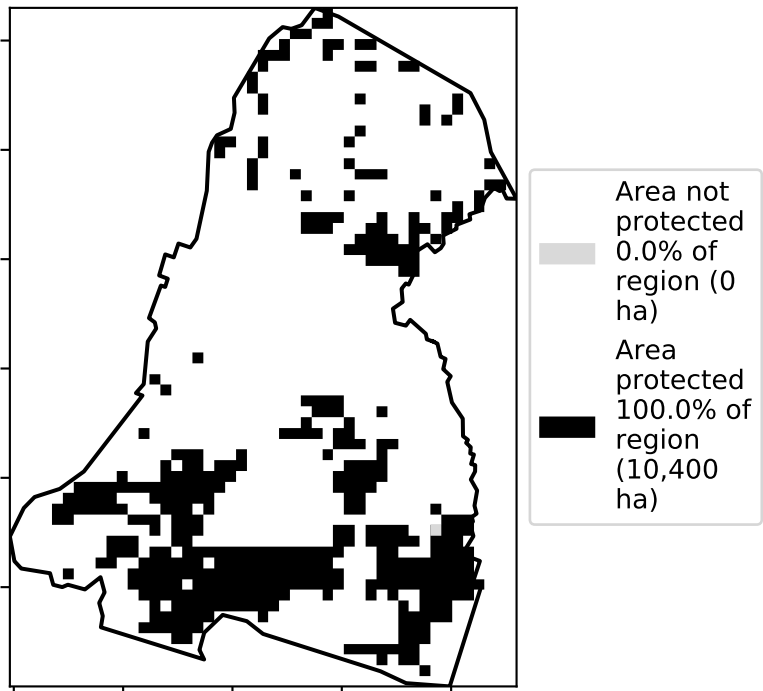 Area not
protected
0.0% of
region (0
ha)
Area
protected
100.0% of
region
(10,400
ha)